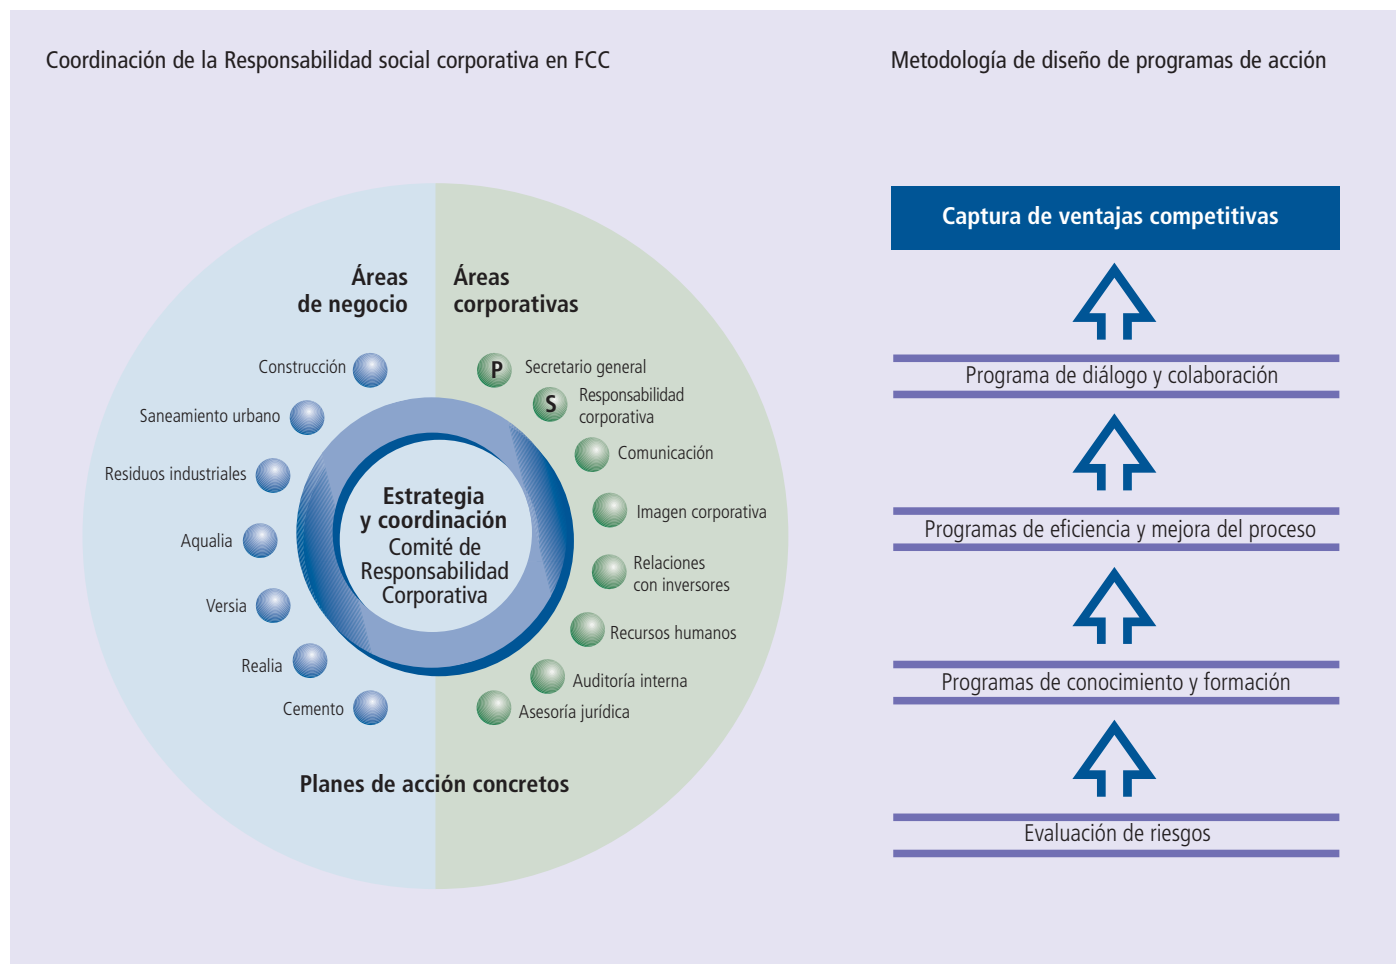 Coordinación de la Responsabilidad social corporativa en FCC
Áreas
de negocio
Construcción
Saneamiento urbano
Residuos industriales
Aqualia
Versia
Realia
Cemento
Áreas
corporativas
P
Secretario general
S
Responsabilidad
corporativa
Comunicación
Imagen corporativa
Relaciones
con inversores
Recursos humanos
Auditoría interna
Asesoría jurídica
Estrategia
y coordinación
Comité de
Responsabilidad
Corporativa
Planes de acción concretos
Metodología de diseño de programas de acción
Captura de ventajas competitivas
Programa de diálogo y colaboración
Programas de eficiencia y mejora del proceso
Programas de conocimiento y formación
Evaluación de riesgos